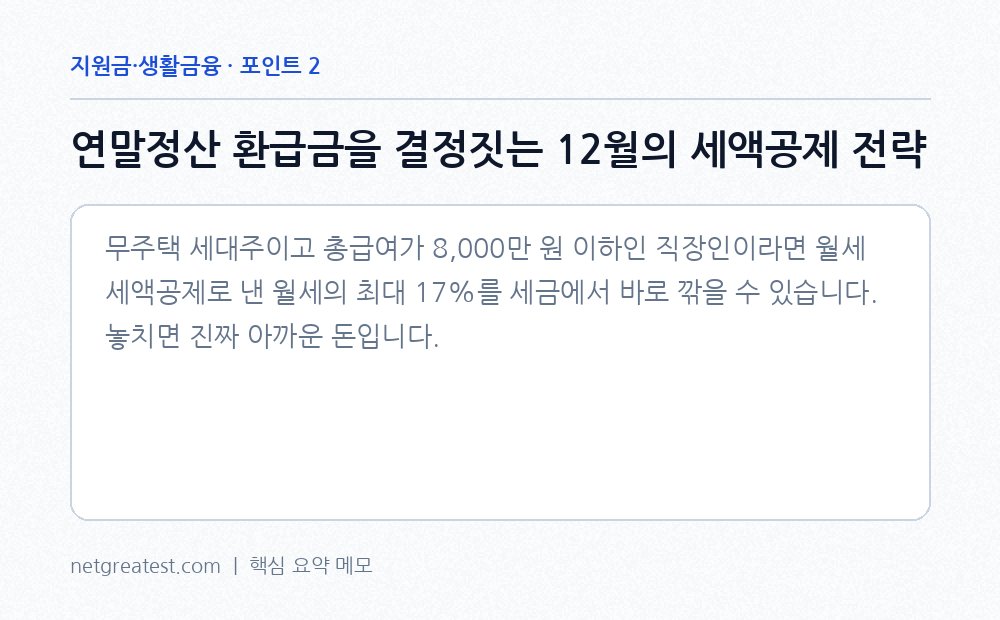 지원금·생활금융 · 포인트 2
연말정산 환급금을 결정짓는 12월의 세액공제 전략
무주택 세대주이고 총급여가 8,000만 원 이하인 직장인이라면 월세
세액공제로 낸 월세의 최대 17%를 세금에서 바로 깎을 수 있습니다.
놓치면 진짜 아까운 돈입니다.
netgreatest.com | 핵심 요약 메모